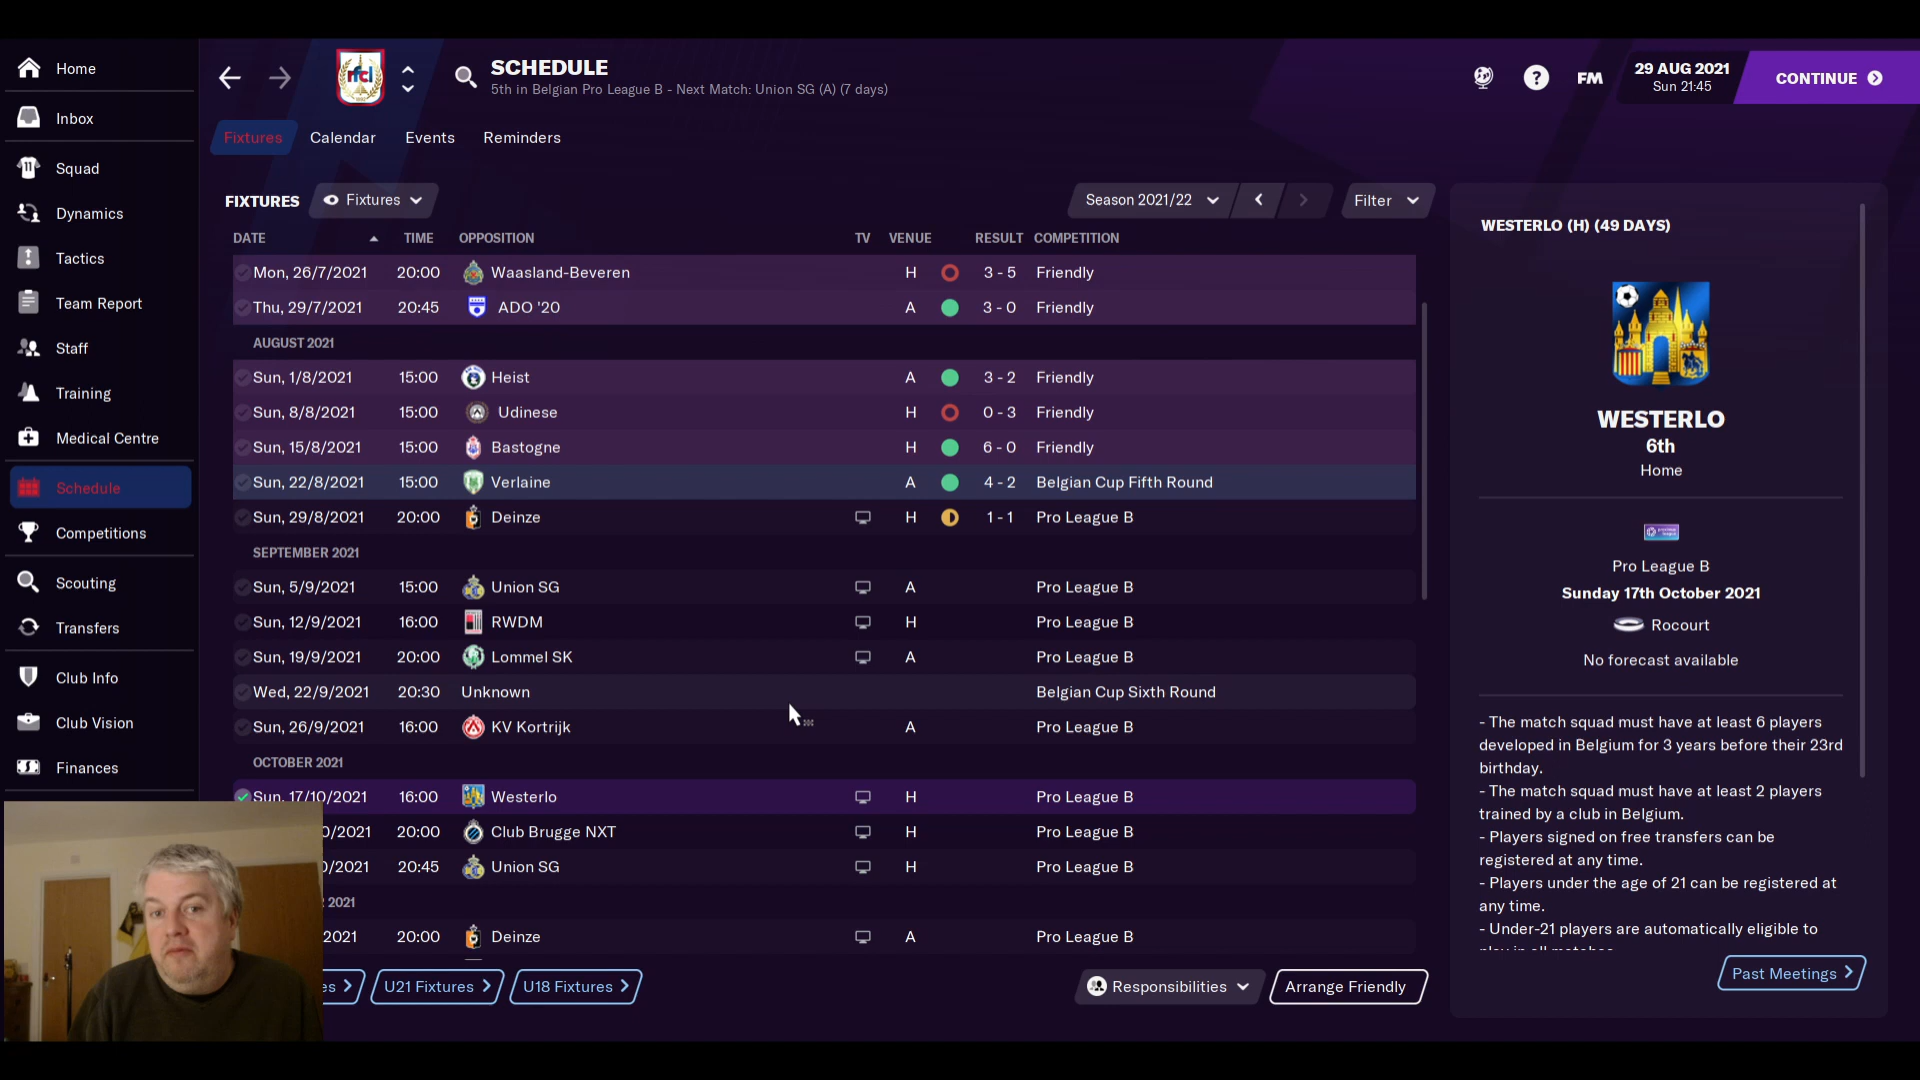 Home
Inbox
Squad
Dynamics
Tactics
Team Report
Staff
Training
Medical Centre
Schedule
Competitions
Scouting
Transfers
Club Info
Club Vision
Finances
rfcl
SCHEDULE
5th in Belgian Pro League B - Next Match: Union SG (A) (7 days)
FM
29 AUG 2021
Sun 21:45
CONTINUE
Fixtures Calendar Events Reminders
FIXTURES Fixtures Season 2021/22 Filter
DATE TIME OPPOSITION TV VENUE RESULT COMPETITION
Mon, 26/7/2021 20:00 Waasland-Beveren H 3 - 5 Friendly
Thu, 29/7/2021 20:45 ADO '20 A 3 - 0 Friendly
AUGUST 2021
Sun, 1/8/2021 15:00 Heist A 3 - 2 Friendly
Sun, 8/8/2021 15:00 Udinese H 0 - 3 Friendly
Sun, 15/8/2021 15:00 Bastogne H 6 - 0 Friendly
Sun, 22/8/2021 15:00 Verlaine A 4 - 2 Belgian Cup Fifth Round
Sun, 29/8/2021 20:00 Deinze H 1 - 1 Pro League B
SEPTEMBER 2021
Sun, 5/9/2021 15:00 Union SG A Pro League B
Sun, 12/9/2021 16:00 RWDM H Pro League B
Sun, 19/9/2021 20:00 Lommel SK A Pro League B
Wed, 22/9/2021 20:30 Unknown Belgian Cup Sixth Round
Sun, 26/9/2021 16:00 KV Kortrijk A Pro League B
OCTOBER 2021
Sun, 17/10/2021 16:00 Westerlo H Pro League B
0/2021 20:00 Club Brugge NXT H Pro League B
0/2021 20:45 Union SG H Pro League B
2021
2021 20:00 Deinze A Pro League B
es U21 Fixtures U18 Fixtures Responsibilities Arrange Friendly
WESTERLO (H) (49 DAYS)
WESTERLO
6th
Home
Pro League B
Sunday 17th October 2021
Rocourt
No forecast available
- The match squad must have at least 6 players
developed in Belgium for 3 years before their 23rd
birthday.
- The match squad must have at least 2 players
trained by a club in Belgium.
- Players signed on free transfers can be
registered at any time.
- Players under the age of 21 can be registered at
any time.
- Under-21 players are automatically eligible to
play in all matches.
Past Meetings